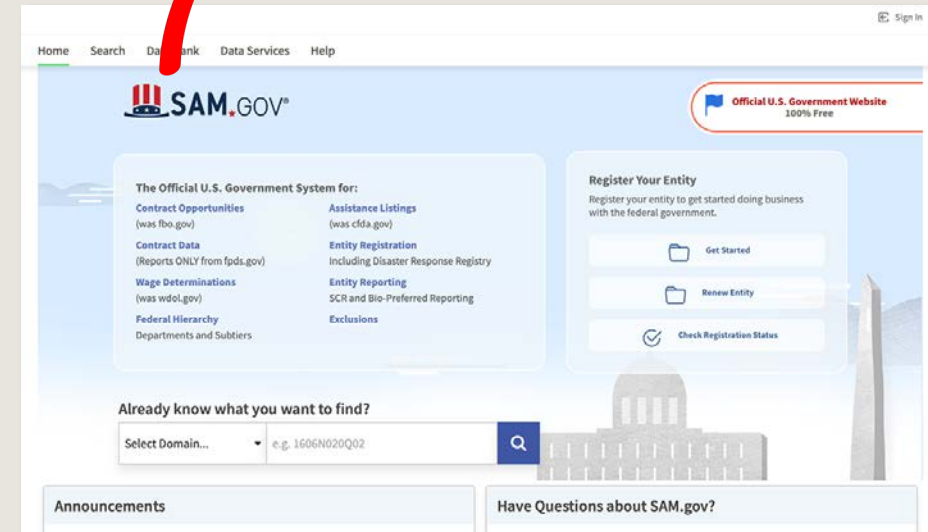 Sign In
Home Search Data Bank Data Services Help
SAM.GOV®
Official U.S. Government Website
100% Free
The Official U.S. Government System for:
Contract Opportunities
(was fbo.gov)
Contract Data
(Reports ONLY from fpds.gov)
Wage Determinations
(was wdol.gov)
Federal Hierarchy
Departments and Subtiers
Assistance Listings
(was cfda.gov)
Entity Registration
Including Disaster Response Registry
Entity Reporting
SCR and Bio-Preferred Reporting
Exclusions
Register Your Entity
Register your entity to get started doing business
with the federal government.
Get Started
Renew Entity
Check Registration Status
Already know what you want to find?
Select Domain... e.g. 1606N020Q02
Announcements
Have Questions about SAM.gov?